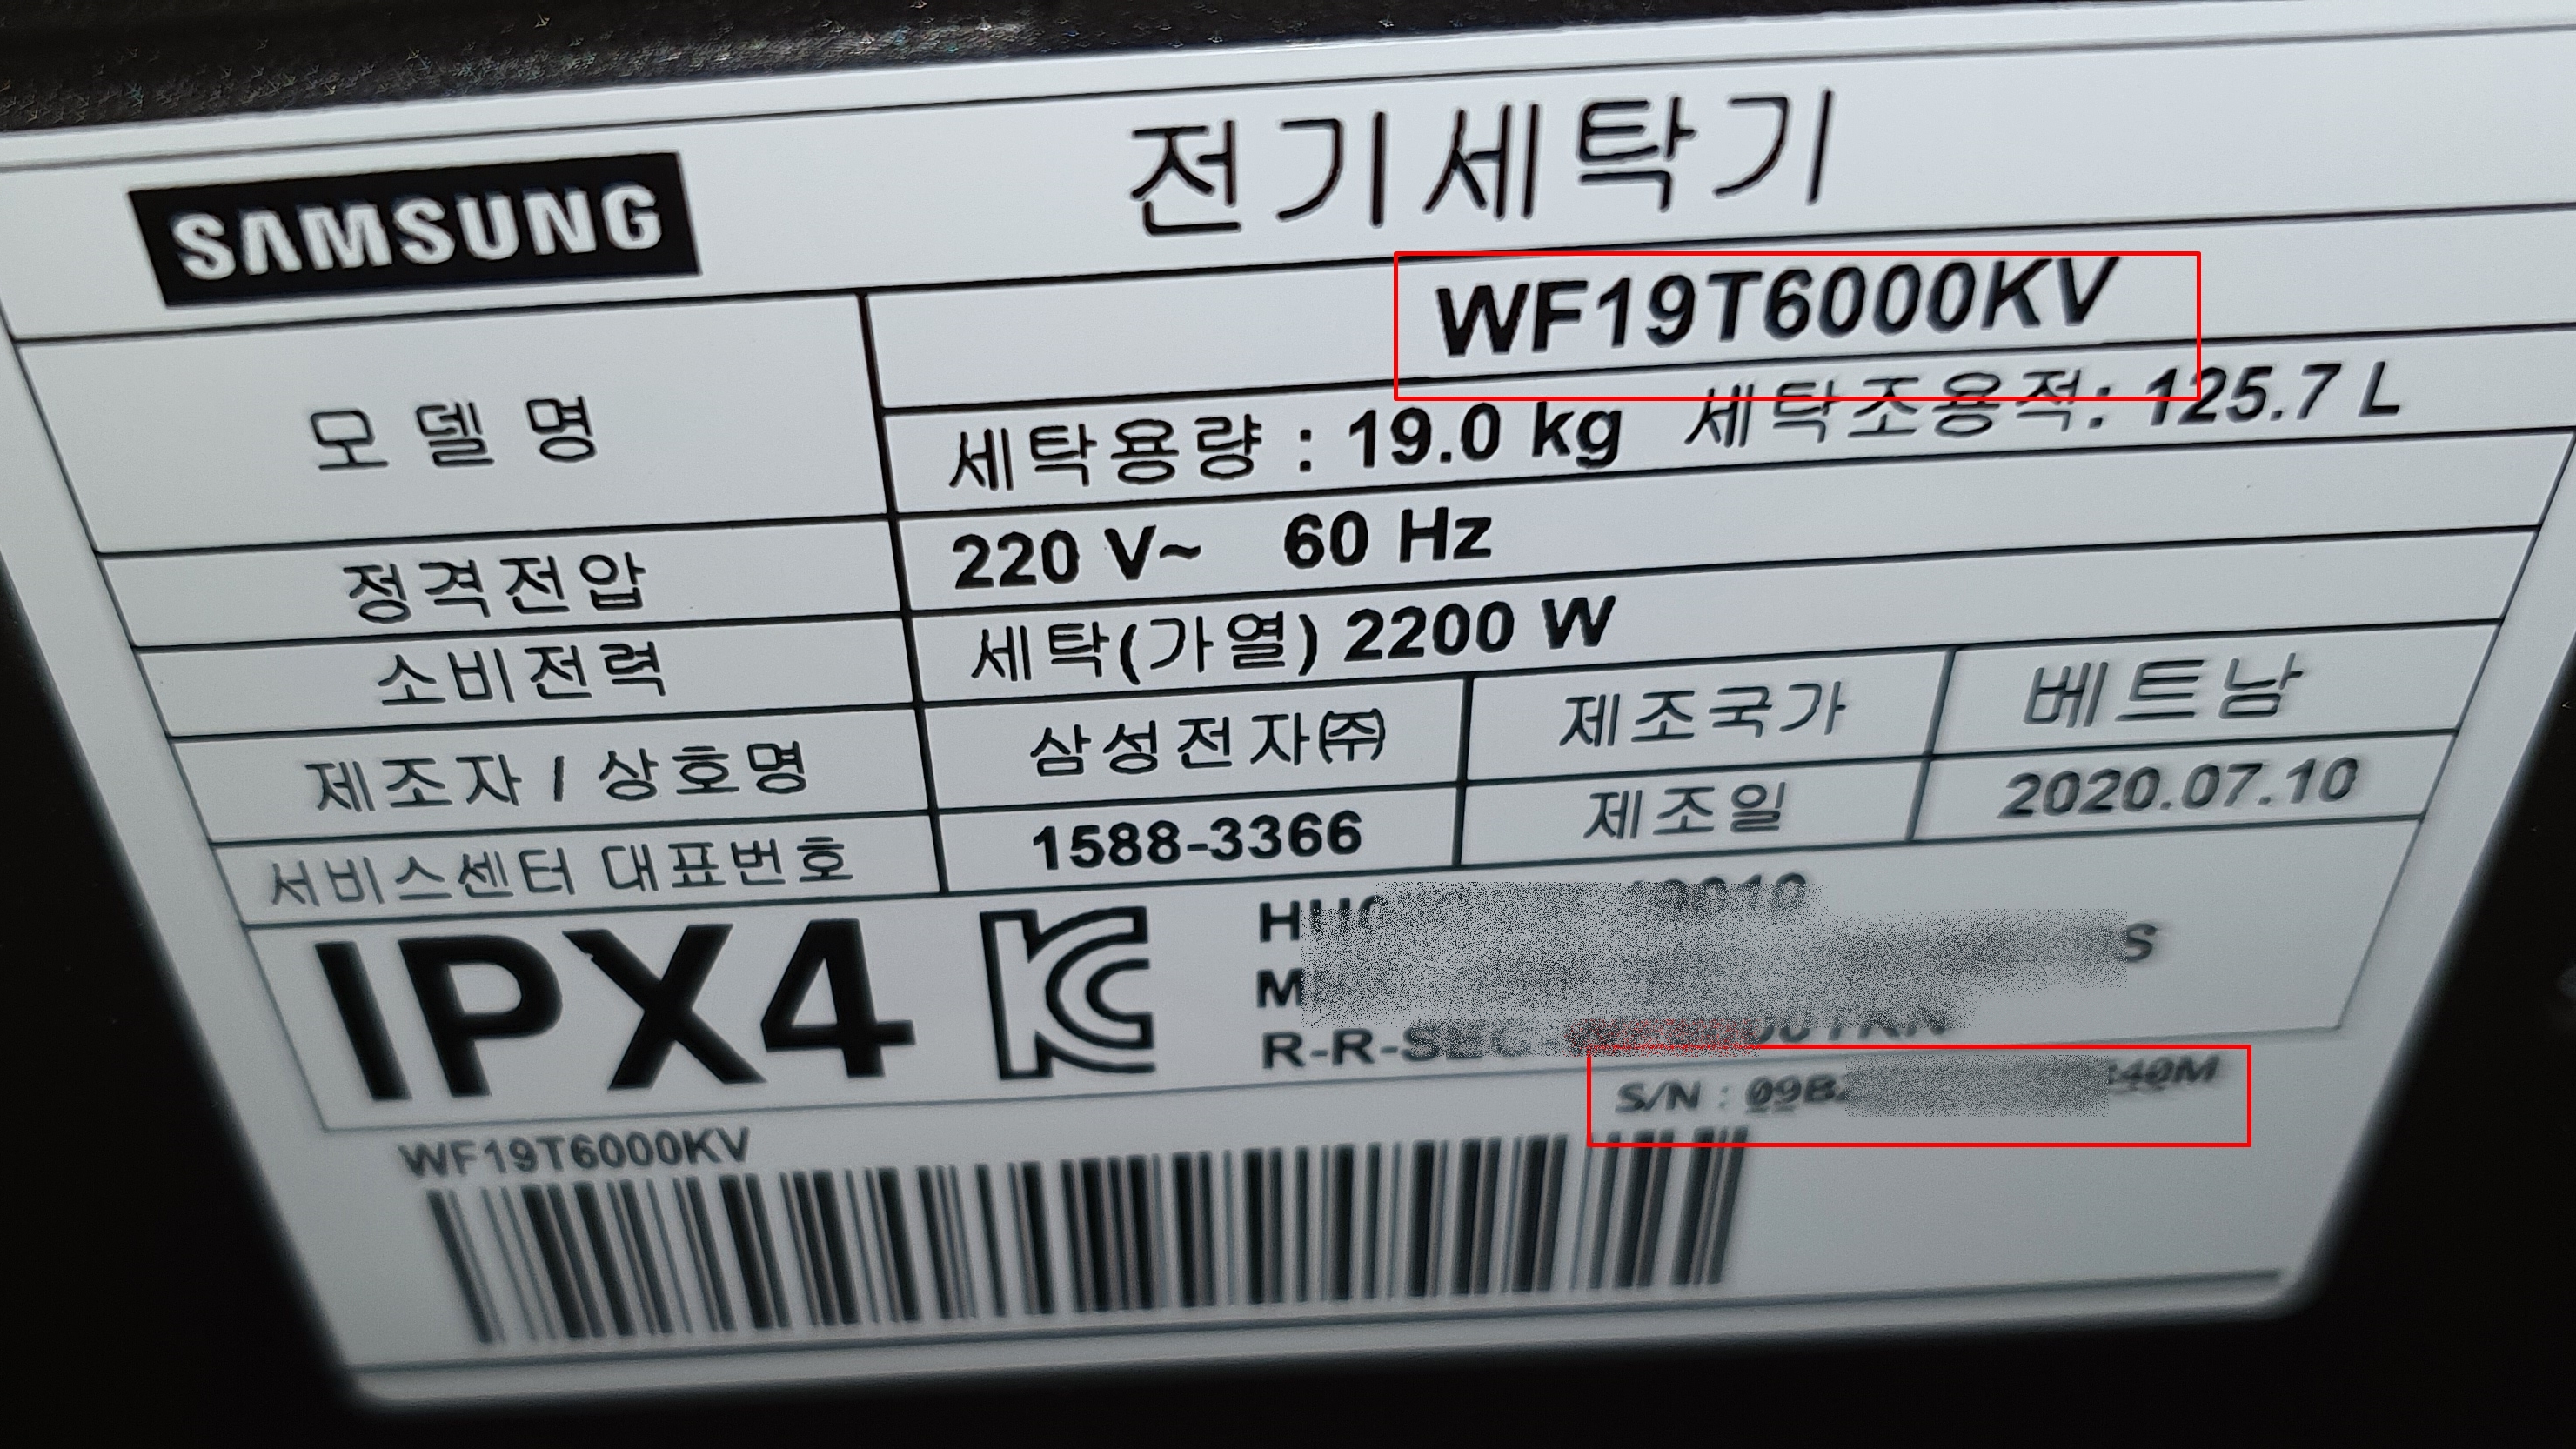 SAMSUNG
전기세탁기
모델명
WF19T6000KV
세탁용량 : 19.0 kg 세탁조용적: 125.7 L
정격전압 220 V~ 60 Hz
소비전력 세탁(가열) 2200 W
제조자 / 상호명 삼성전자㈜ 제조국가 베트남
서비스센터 대표번호 1588-3366 제조일 2020.07.10
IPX4
R-R-SEC
S/N :
WF19T6000KV